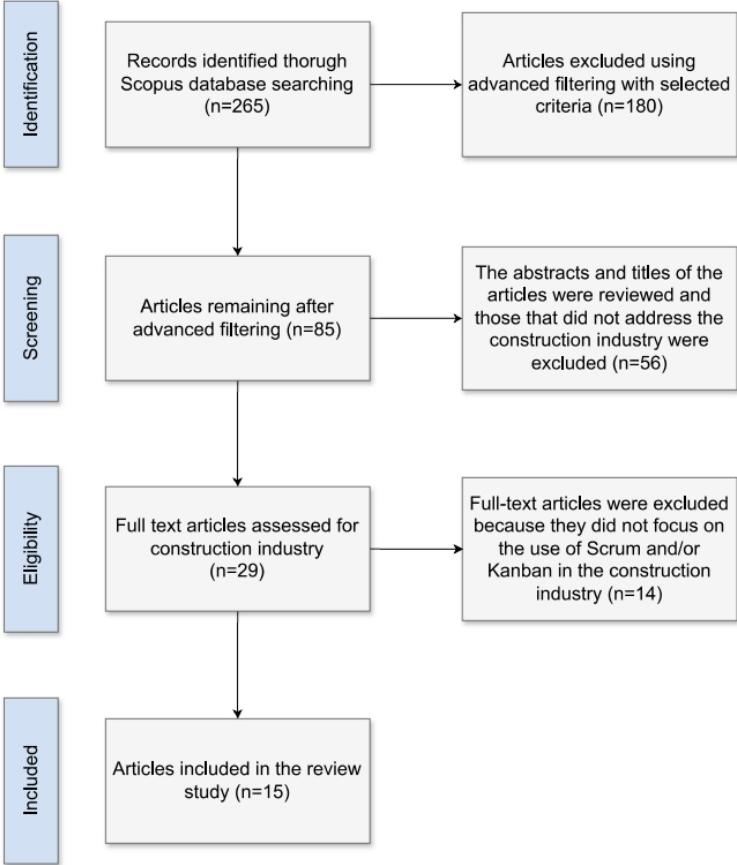 Identification
Records identified thorugh
Scopus database searching
(n=265)
Articles excluded using
advanced filtering with selected
criteria (n=180)
Screening
Articles remaining after
advanced filtering (n=85)
The abstracts and titles of the
articles were reviewed and
those that did not address the
construction industry were
excluded (n=56)
Eligibility
Full text articles assessed for
construction industry
(n=29)
Full-text articles were excluded
because they did not focus on
the use of Scrum and/or
Kanban in the construction
industry (n=14)
Included
Articles included in the review
study (n=15)